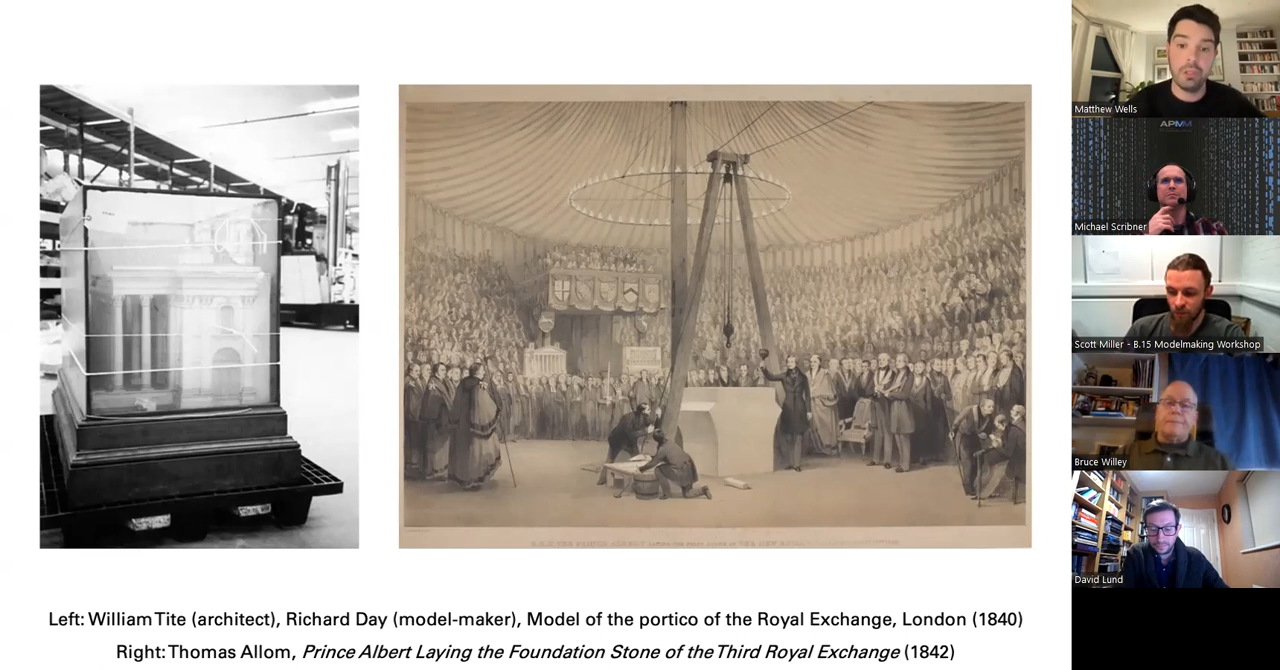 Left: William Tite (architect), Richard Day (model-maker), Model of the portico of the Royal Exchange, London (1840)
Right: Thomas Allom, Prince Albert Laying the Foundation Stone of the Third Royal Exchange (1842)
Matthew Wells
APMM
Michael Scribner
Scott Miller - B.15 Modelmaking Workshop
Bruce Willey
David Lund